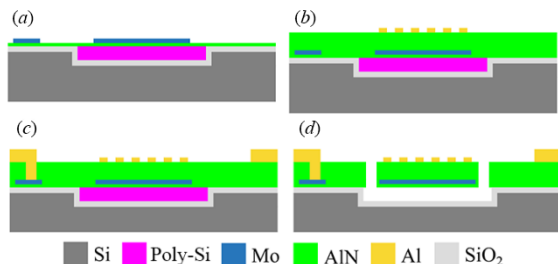 (a)
(b)
(c)
(d)
Si Poly-Si Mo AlN Al SiO₂